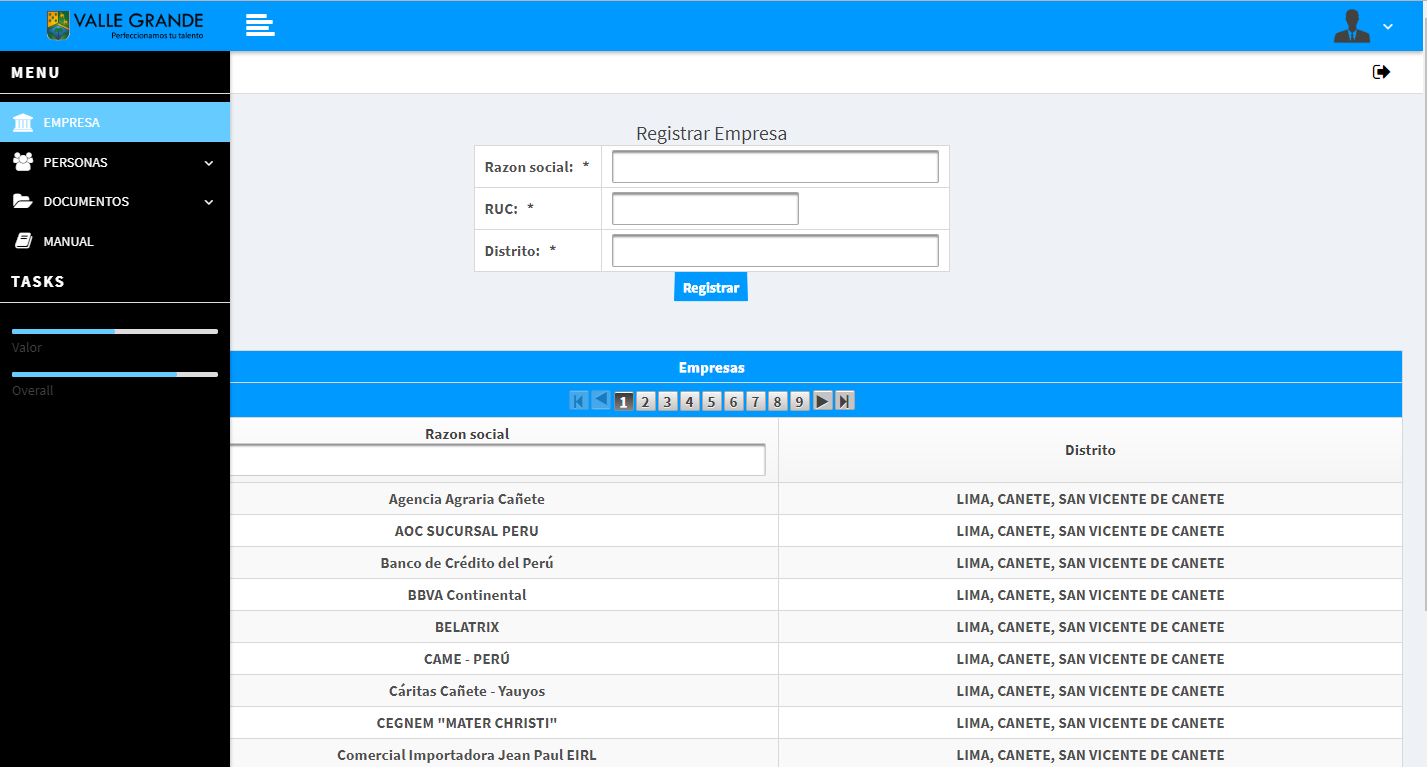 VALLE GRANDE
Perfeccionamos tu talento
MENU
EMPRESA
PERSONAS
DOCUMENTOS
MANUAL
TASKS
Valor
Overall
Registrar Empresa
Razon social: *
RUC: *
Distrito: *
Registrar
Empresas
1 2 3 4 5 6 7 8 9
Razon social Distrito
Agencia Agraria Cañete LIMA, CANETE, SAN VICENTE DE CANETE
AOC SUCURSAL PERU LIMA, CANETE, SAN VICENTE DE CANETE
Banco de Crédito del Perú LIMA, CANETE, SAN VICENTE DE CANETE
BBVA Continental LIMA, CANETE, SAN VICENTE DE CANETE
BELATRIX LIMA, CANETE, SAN VICENTE DE CANETE
CAME - PERÚ LIMA, CANETE, SAN VICENTE DE CANETE
Cáritas Cañete - Yauyos LIMA, CANETE, SAN VICENTE DE CANETE
CEGNEM "MATER CHRISTI" LIMA, CANETE, SAN VICENTE DE CANETE
Comercial Importadora Jean Paul EIRL LIMA, CANETE, SAN VICENTE DE CANETE